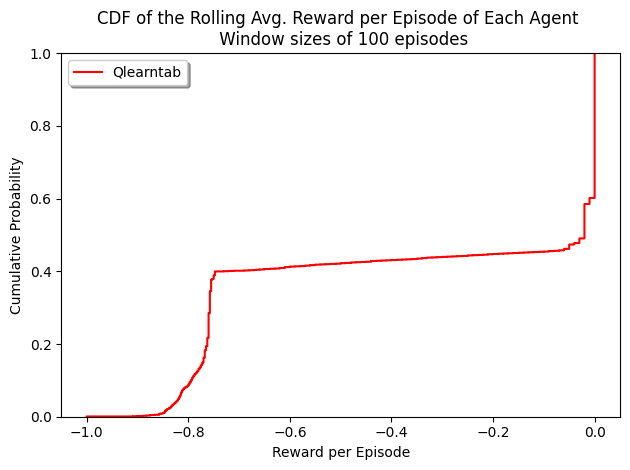 CDF of the Rolling Avg. Reward per Episode of Each Agent
Window sizes of 100 episodes
Qlearntab
1.0
0.8
0.6
0.4
0.2
0.0
Cumulative Probability
−1.0 −0.8 −0.6 −0.4 −0.2 0.0
Reward per Episode